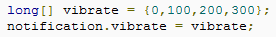 long[] vibrate = {0,100,200,300};
notification.vibrate = vibrate;